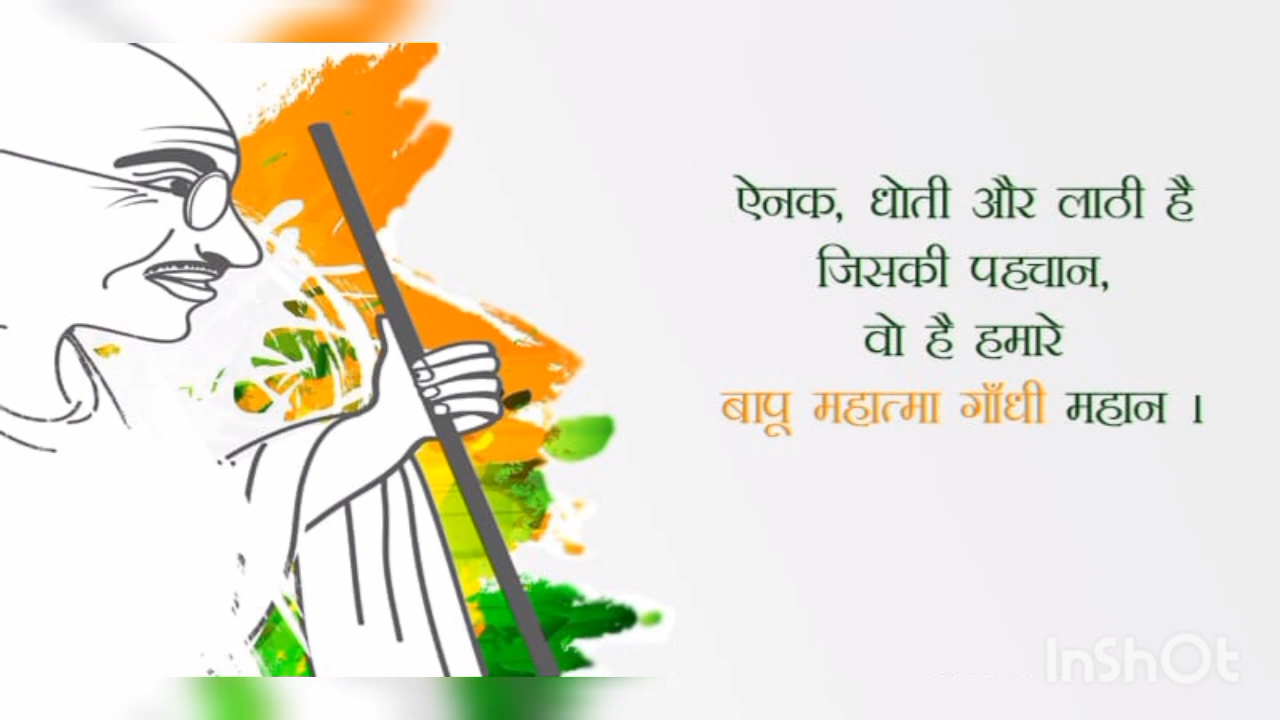 ऐनक, धोती और लाठी है
जिसकी पहचान,
वो है हमारे
बापू महात्मा गाँधी महान ।
InShOt